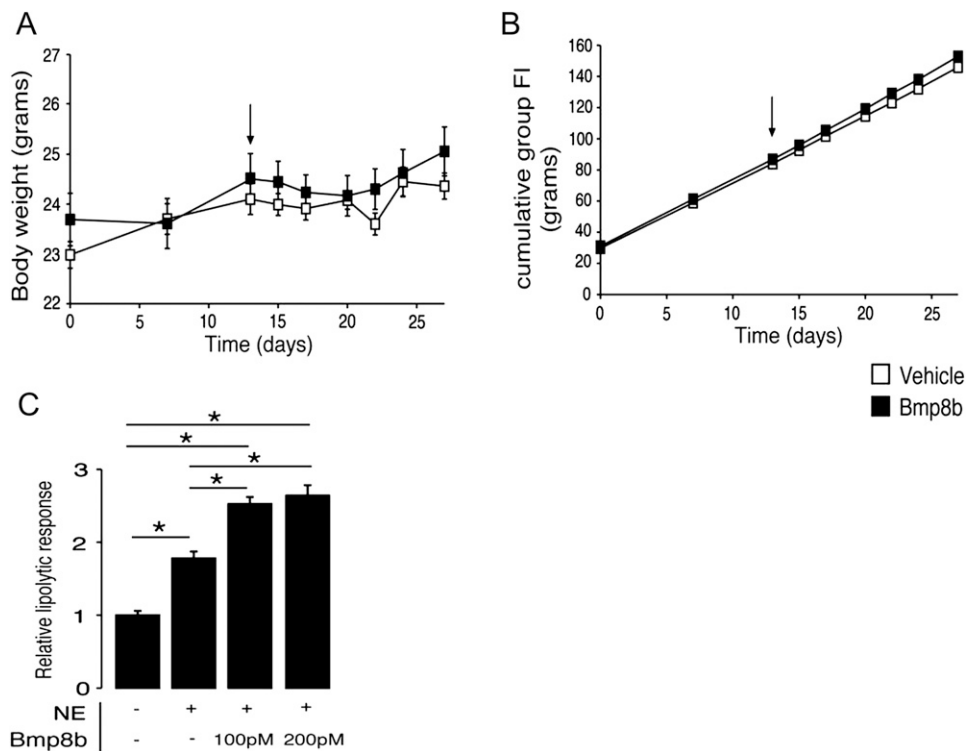 A
Body weight (grams)
27
26
25
24
23
22
0 5 10 15 20 25
Time (days)
B
cumulative group FI
(grams)
160
140
120
100
80
60
40
20
0
0 5 10 15 20 25
Time (days)
Vehicle
Bmp8b
C
Relative lipolytic response
3
2
1
0
* 
*
*
*
*
NE - + + +
Bmp8b - - 100pM 200pM